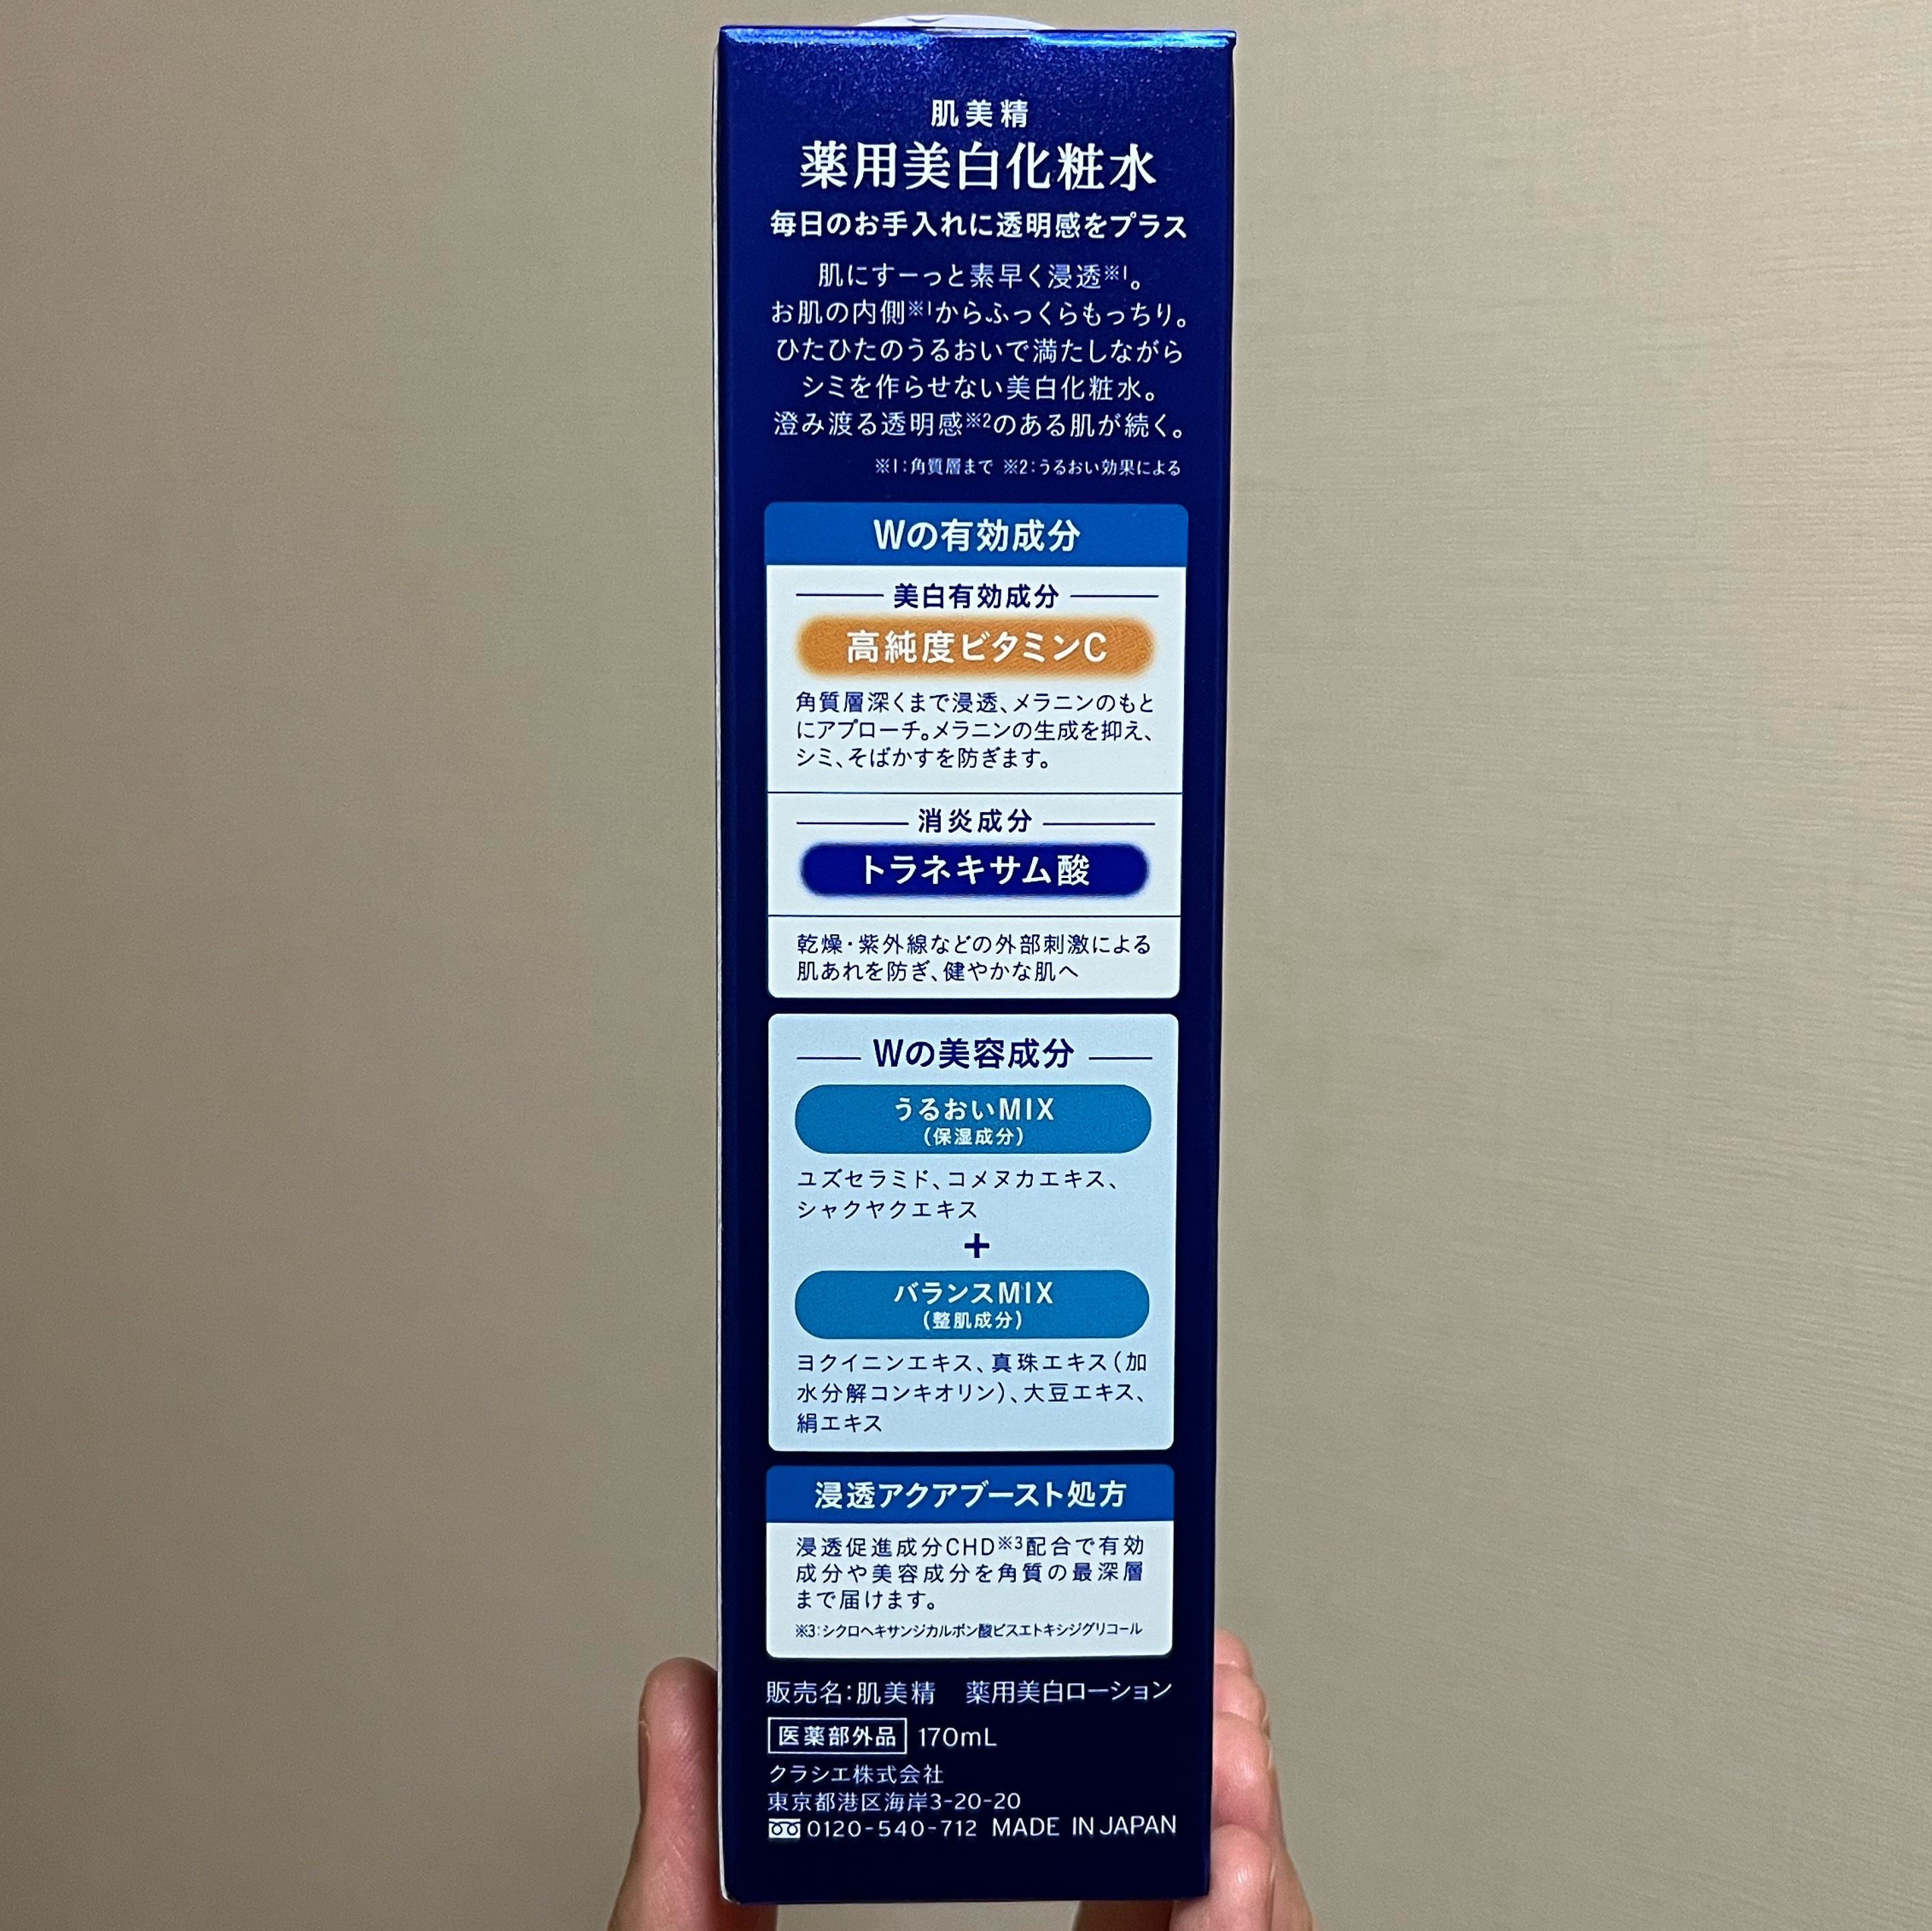 肌美精
薬用美白化粧水
毎日のお手入れに透明感をプラス
肌にすーっと素早く浸透※1。
お肌の内側※1からふっくらもっちり。
ひたひたのうるおいで満たしながら
シミを作らせない美白化粧水。
澄み渡る透明感※2のある肌が続く。
※1:角質層まで ※2:うるおい効果による
Wの有効成分
美白有効成分
高純度ビタミンC
角質層深くまで浸透、メラニンのもと
にアプローチ。メラニンの生成を抑え、
シミ、そばかすを防ぎます。
消炎成分
トラネキサム酸
乾燥・紫外線などの外部刺激による
肌あれを防ぎ、健やかな肌へ
Wの美容成分
うるおいMIX
(保湿成分)
ユズセラミド、コメヌカエキス、
シャクヤクエキス
+
バランスMIX
(整肌成分)
ヨクイニンエキス、真珠エキス(加
水分解コンキオリン)、大豆エキス、
絹エキス
浸透アクアブースト処方
浸透促進成分CHD※3配合で有効
成分や美容成分を角質の最深層
まで届けます。
※3:シクロヘキサンジカルボン酸ビスエトキシジグリコール
販売名:肌美精 薬用美白ローション
医薬部外品 170mL
クラシエ株式会社
東京都港区海岸3-20-20
0120-540-712 MADE IN JAPAN